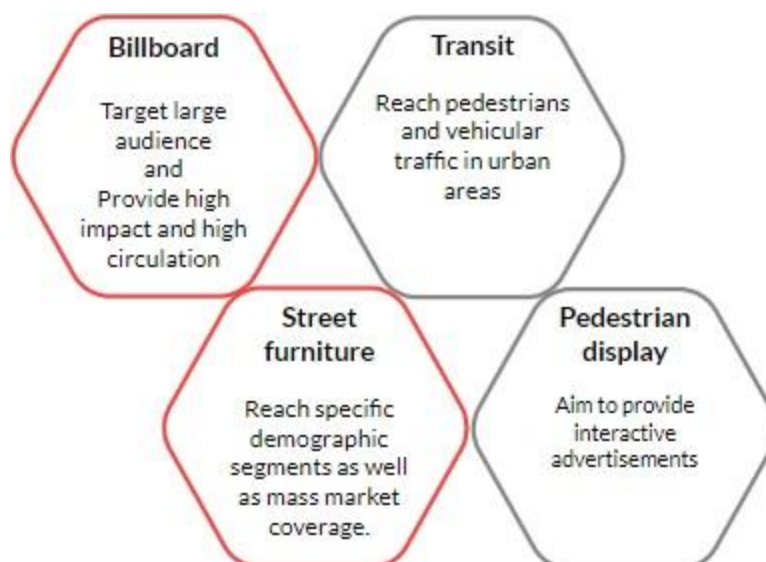 Billboard
Target large
audience
and
Provide high
impact and high
circulation
Transit
Reach pedestrians
and vehicular
traffic in urban
areas
Street
furniture
Reach specific
demographic
segments as well
as mass market
coverage.
Pedestrian
display
Aim to provide
interactive
advertisements